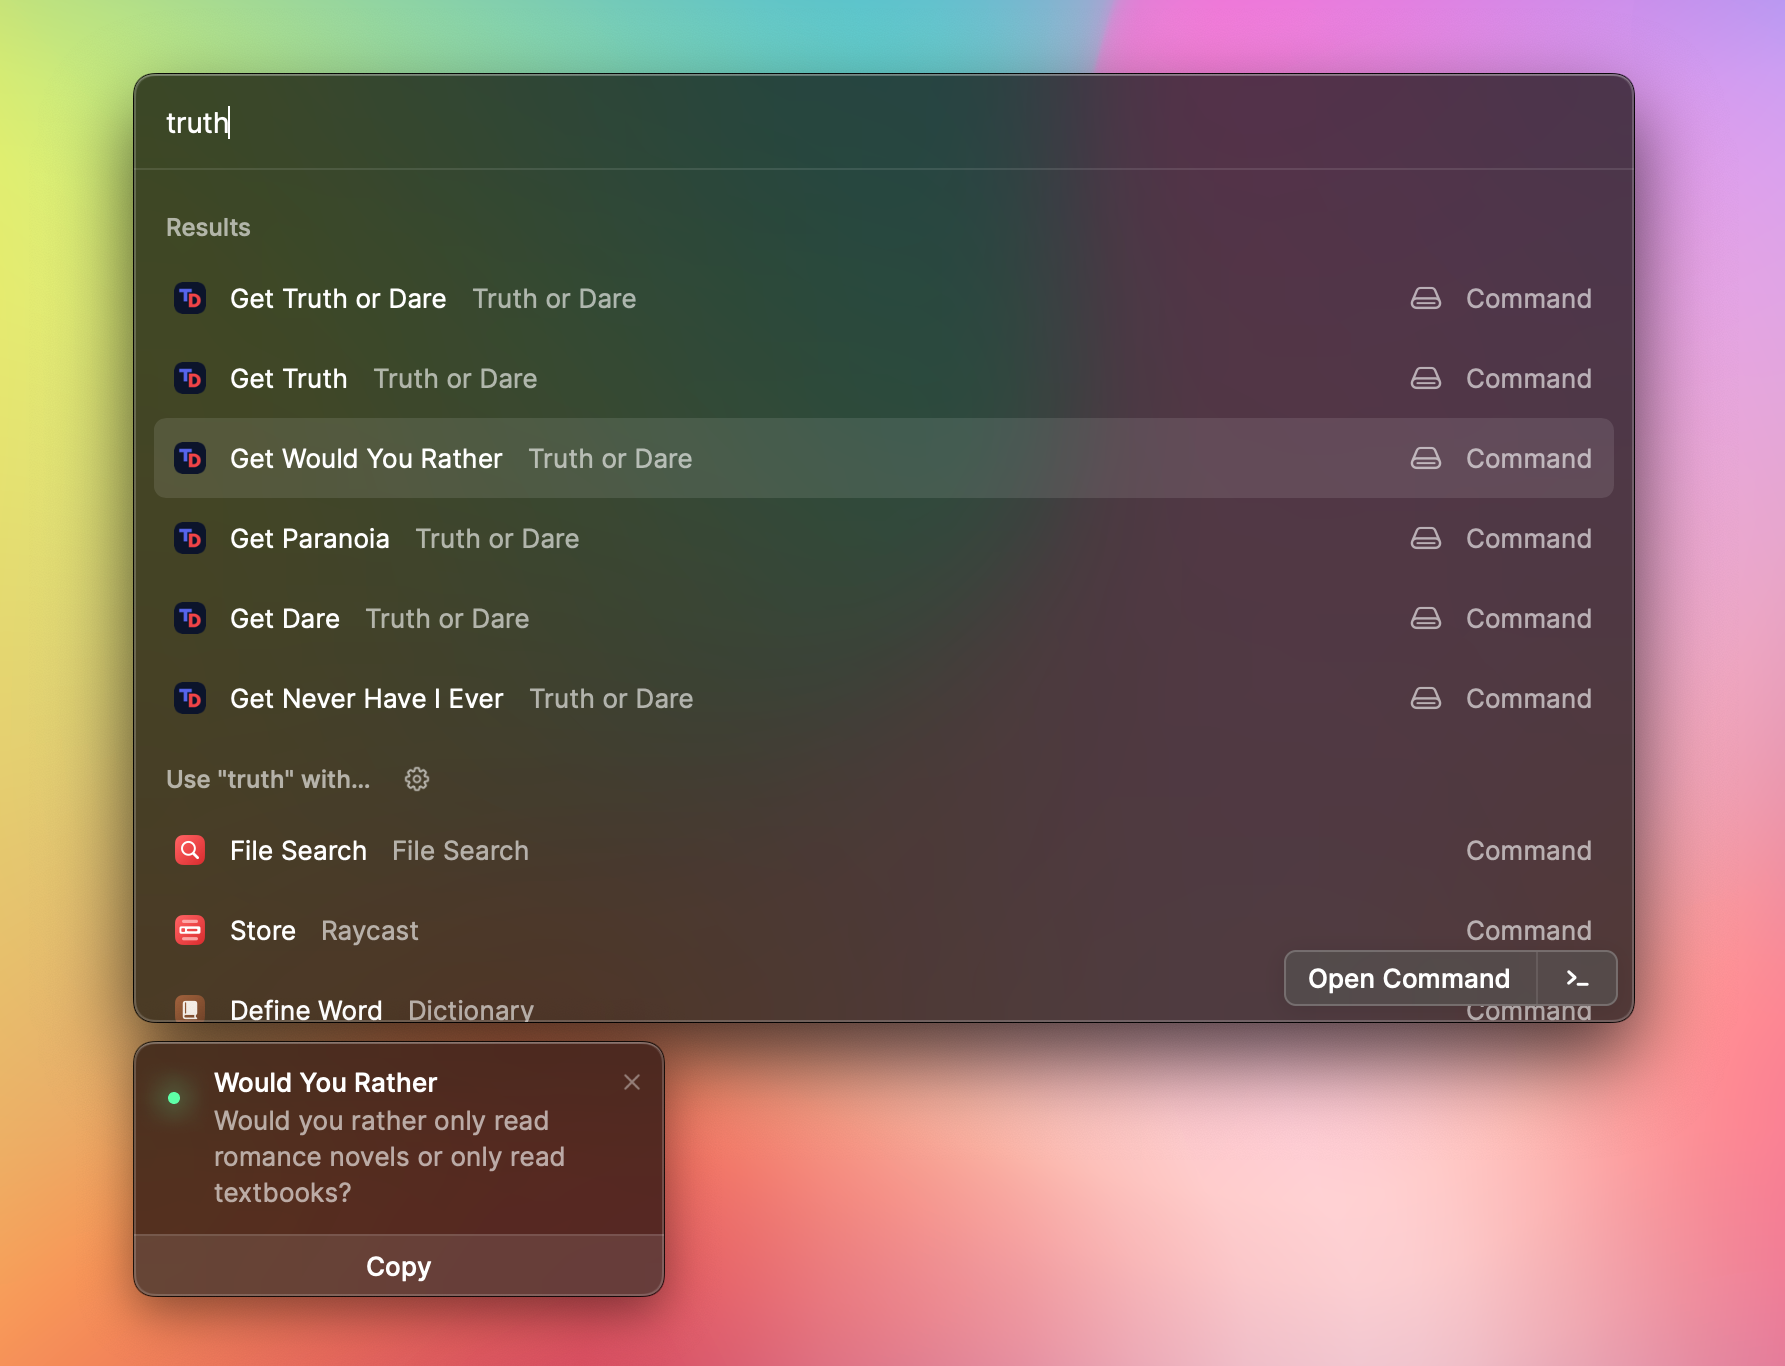 truth
Results
TD Get Truth or Dare Truth or Dare Command
TD Get Truth Truth or Dare Command
TD Get Would You Rather Truth or Dare Command
TD Get Paranoia Truth or Dare Command
TD Get Dare Truth or Dare Command
TD Get Never Have I Ever Truth or Dare Command
Use "truth" with...
File Search File Search Command
Store Raycast Command
Open Command >_
Define Word Dictionary Command
Would You Rather
Would you rather only read
romance novels or only read
textbooks?
Copy